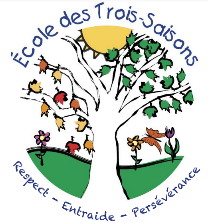 École des Trois-Saisons
Respect - Entraide - Persévérance